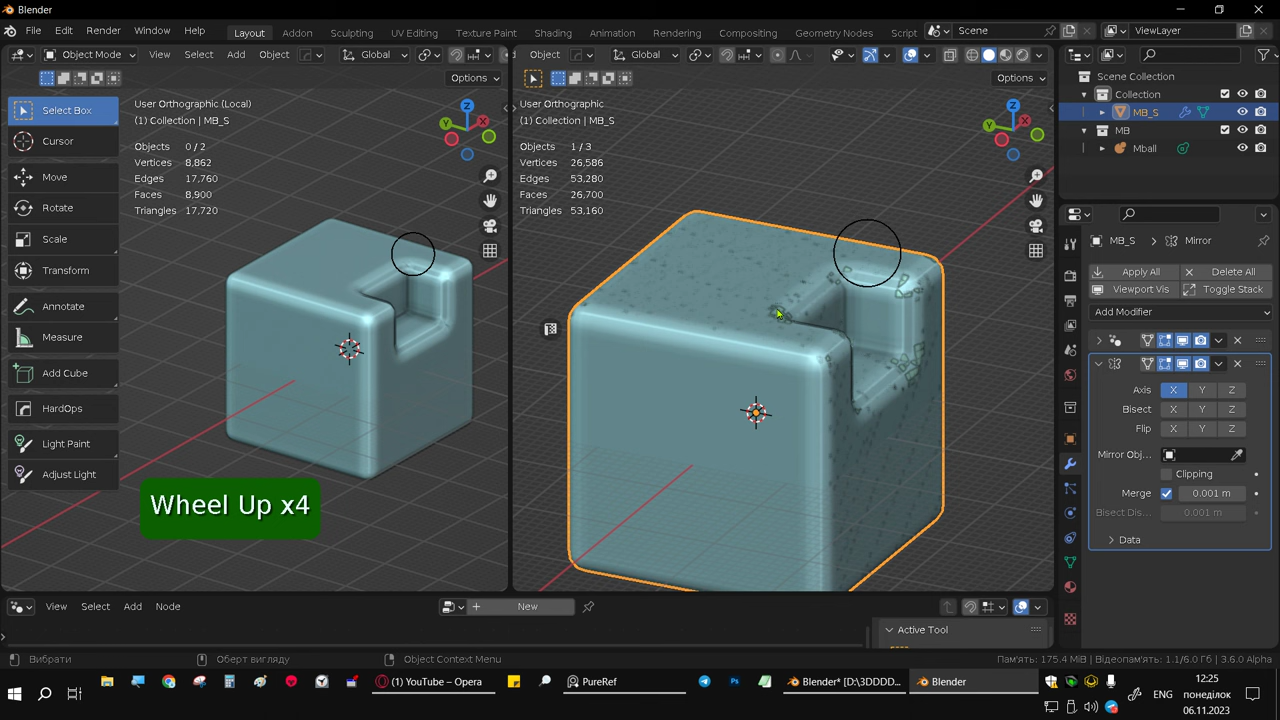 Blender
File Edit Render Window Help Layout Addon Sculpting UV Editing Texture Paint Shading Animation Rendering Compositing Geometry Nodes Script Scene ViewLayer
Object Mode View Select Add Object Global
Object Global
Options
Options
Select Box
Cursor
Move
Rotate
Scale
Transform
Annotate
Measure
Add Cube
HardOps
Light Paint
Adjust Light
User Orthographic (Local)
(1) Collection | MB_S
Objects 0 / 2
Vertices 8,862
Edges 17,760
Faces 8,900
Triangles 17,720
Z
X
Y
User Orthographic
(1) Collection | MB_S
Objects 1 / 3
Vertices 26,586
Edges 53,280
Faces 26,700
Triangles 53,160
Z
X
Y
Wheel Up x4
Scene Collection
Collection
MB_S
MB
Mball
MB_S Mirror
Apply All Delete All
Viewport Vis Toggle Stack
Add Modifier
Axis X Y Z
Bisect X Y Z
Flip X Y Z
Mirror Obj...
Clipping
Merge 0.001 m
Bisect Dis... 0.001 m
Data
View Select Add Node New
Active Tool
Вибрати Оберт вигляду Object Context Menu Пам'ять: 175.4 MiB | Відеопам'ять: 1.1/6.0 Гб | 3.6.0 Alpha
(1) YouTube – Opera PureRef Blender* [D:\3DDDD... Blender
ENG
12:25
понеділок
06.11.2023